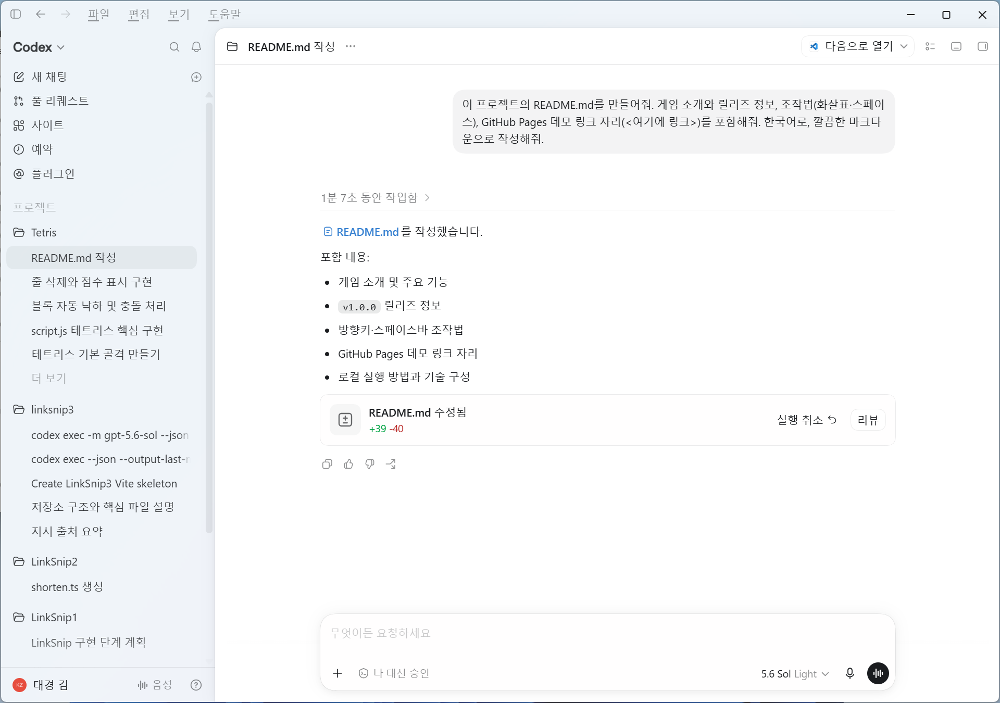 파일 편집 보기 도움말
Codex
새 채팅
풀 리퀘스트
사이트
예약
플러그인
프로젝트
Tetris
README.md 작성
줄 삭제와 점수 표시 구현
블록 자동 낙하 및 충돌 처리
script.js 테트리스 핵심 구현
테트리스 기본 골격 만들기
더 보기
linksnip3
codex exec -m gpt-5.6-sol --json
codex exec --json --output-last-
Create LinkSnip3 Vite skeleton
저장소 구조와 핵심 파일 설명
지시 출처 요약
LinkSnip2
shorten.ts 생성
LinkSnip1
LinkSnip 구현 단계 계획
KZ 대경 김 음성
README.md 작성 ···
다음으로 열기
이 프로젝트의 README.md를 만들어줘. 게임 소개와 릴리즈 정보, 조작법(화살표·스페이
스), GitHub Pages 데모 링크 자리(<여기에 링크>)를 포함해줘. 한국어로, 깔끔한 마크다
운으로 작성해줘.
1분 7초 동안 작업함
README.md 를 작성했습니다.
포함 내용:
• 게임 소개 및 주요 기능
• v1.0.0 릴리즈 정보
• 방향키·스페이스바 조작법
• GitHub Pages 데모 링크 자리
• 로컬 실행 방법과 기술 구성
README.md 수정됨
+39 -40
실행 취소 리뷰
무엇이든 요청하세요
나 대신 승인
5.6 Sol Light